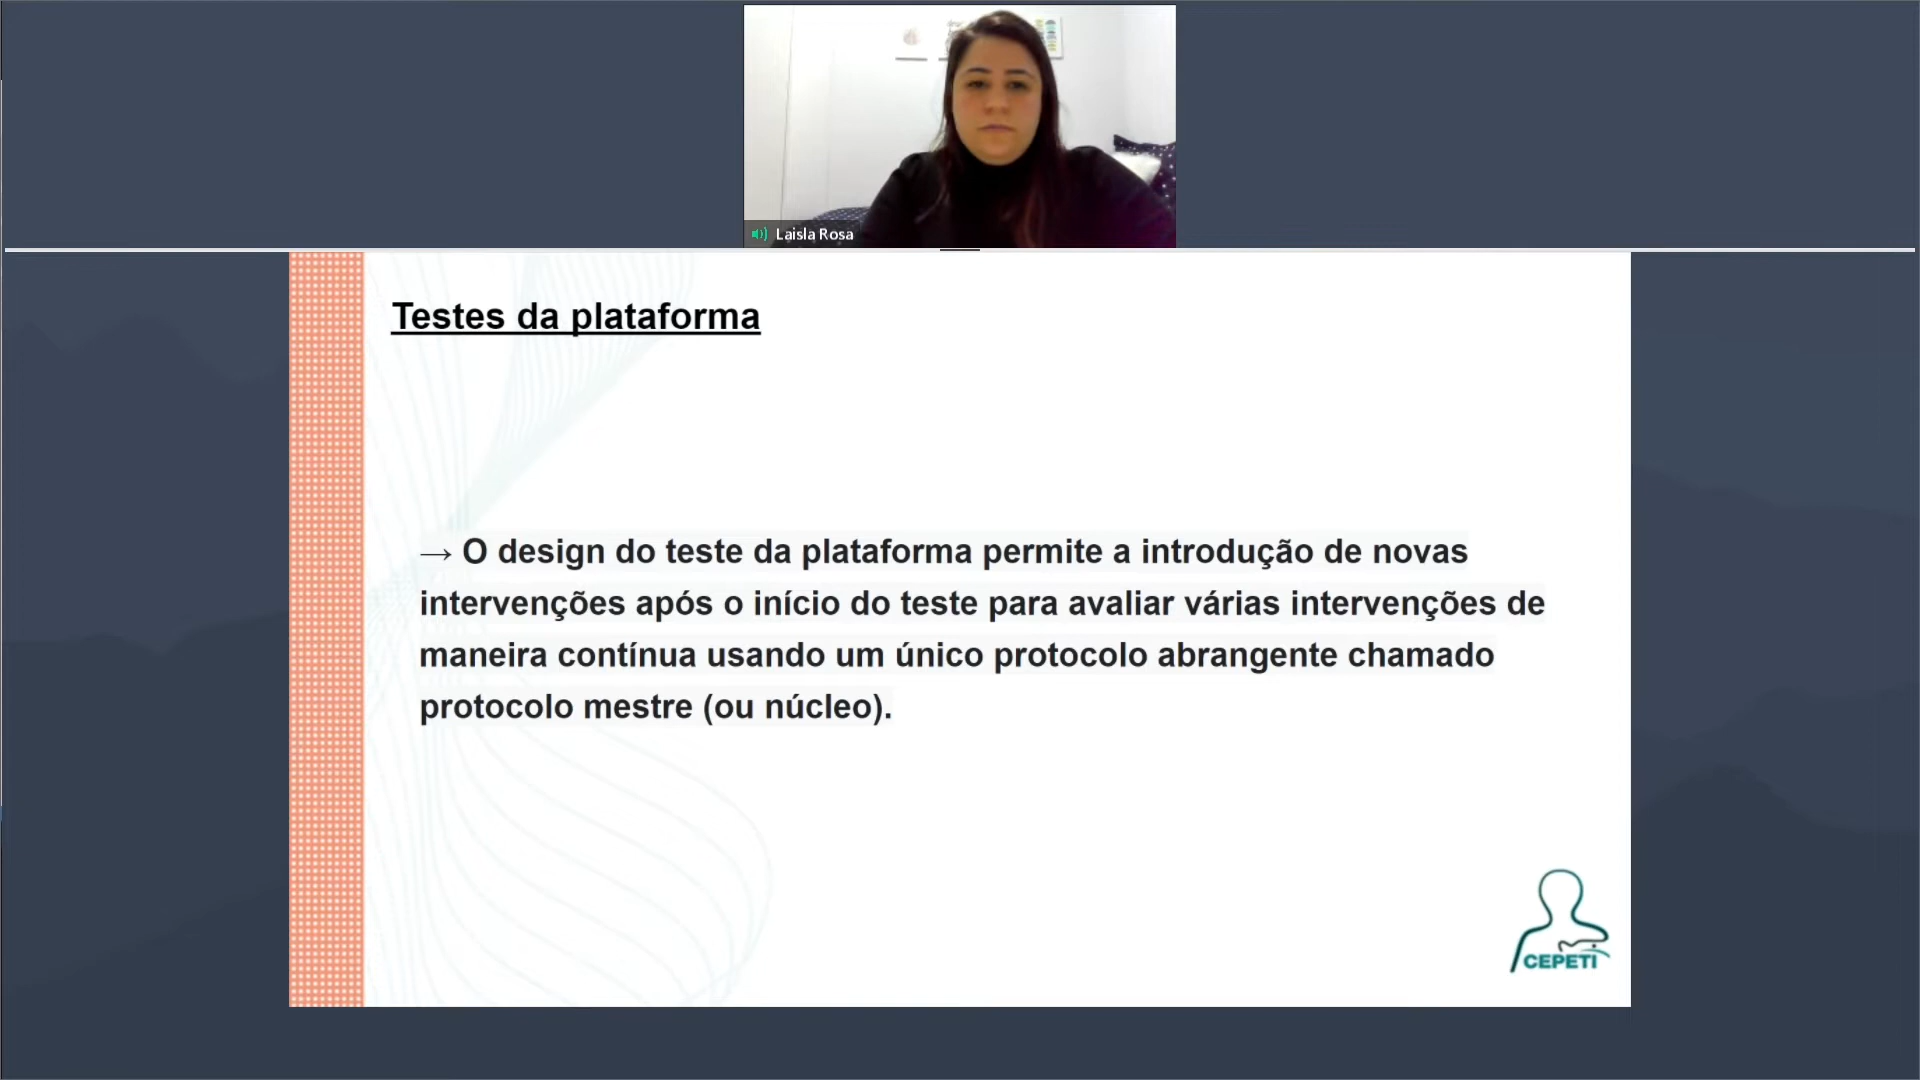 Laisla Rosa
Testes da plataforma
→ O design do teste da plataforma permite a introdução de novas
intervenções após o início do teste para avaliar várias intervenções de
maneira contínua usando um único protocolo abrangente chamado
protocolo mestre (ou núcleo).
CEPETI